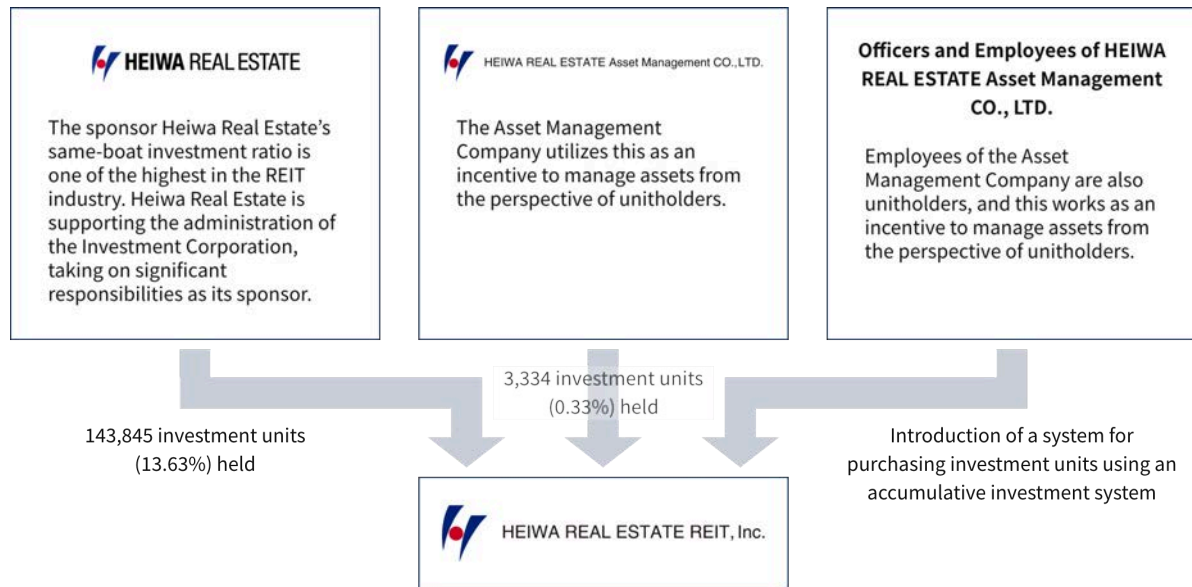 HEIWA REAL ESTATE
The sponsor Heiwa Real Estate’s
same-boat investment ratio is
one of the highest in the REIT
industry. Heiwa Real Estate is
supporting the administration of
the Investment Corporation,
taking on significant
responsibilities as its sponsor.
HEIWA REAL ESTATE Asset Management CO.,LTD.
The Asset Management
Company utilizes this as an
incentive to manage assets from
the perspective of unitholders.
Officers and Employees of HEIWA
REAL ESTATE Asset Management
CO., LTD.
Employees of the Asset
Management Company are also
unitholders, and this works as an
incentive to manage assets from
the perspective of unitholders.
143,845 investment units
(13.63%) held
3,334 investment units
(0.33%) held
Introduction of a system for
purchasing investment units using an
accumulative investment system
HEIWA REAL ESTATE REIT, Inc.